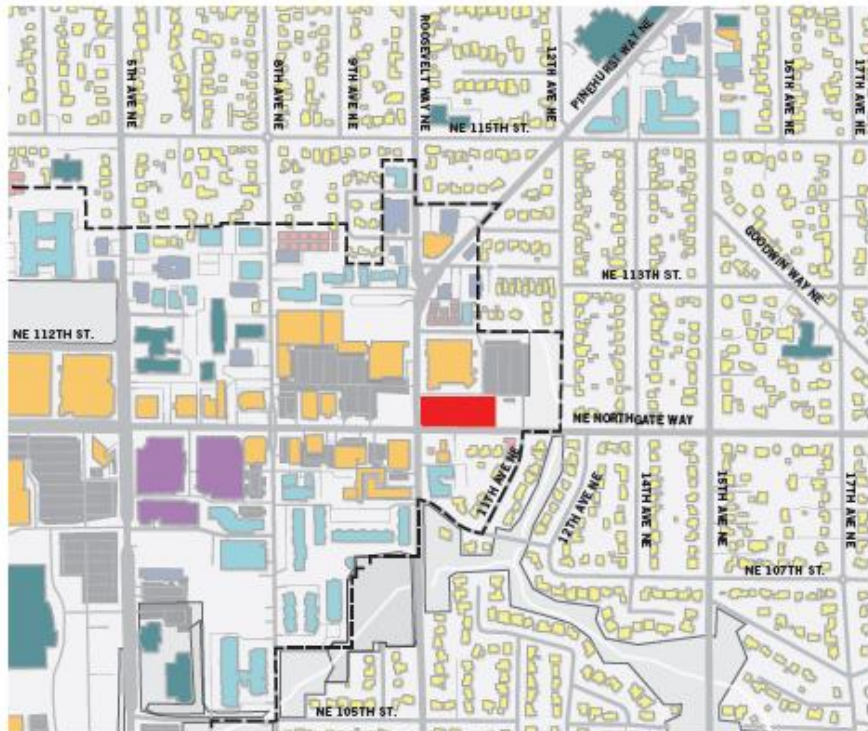 5TH AVE NE
8TH AVE NE
9TH AVE NE
ROOSEVELT WAY NE
12TH AVE NE
PINEHURST WAY NE
15TH AVE NE
17TH AVE NE
NE 115TH ST.
GOODWIN WAY NE
NE 113TH ST.
NE 112TH ST.
NE NORTHGATE WAY
11TH AVE NE
12TH AVE NE
14TH AVE NE
15TH AVE NE
17TH AVE NE
NE 107TH ST.
NE 105TH ST.